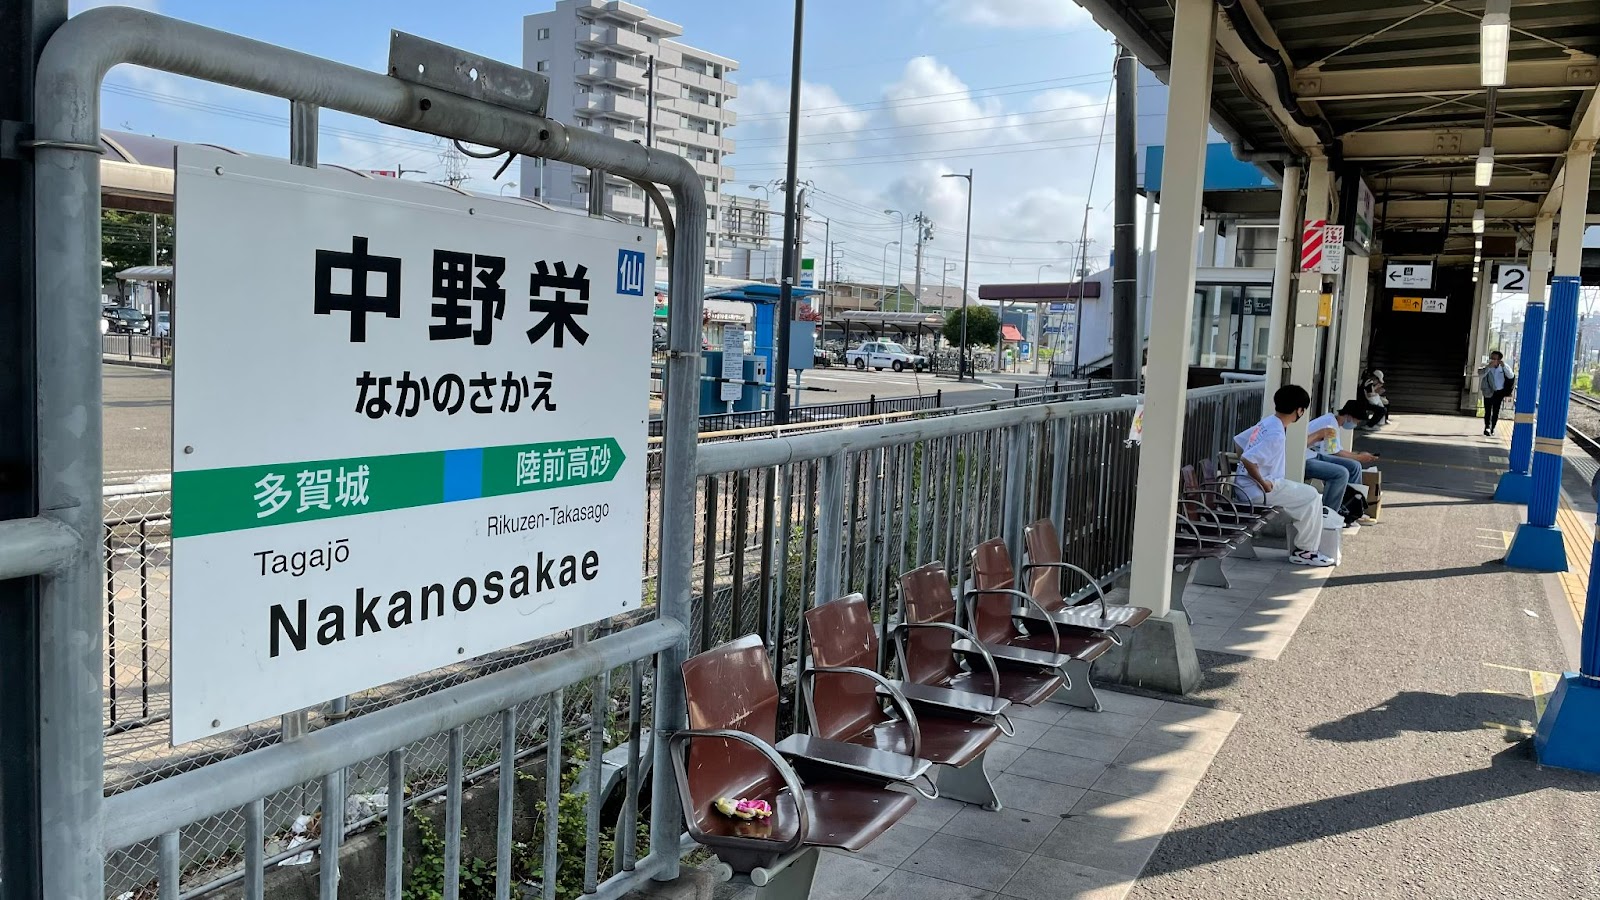 仙
中野栄
なかのさかえ
多賀城 陸前高砂
Tagajō Rikuzen-Takasago
Nakanosakae
2